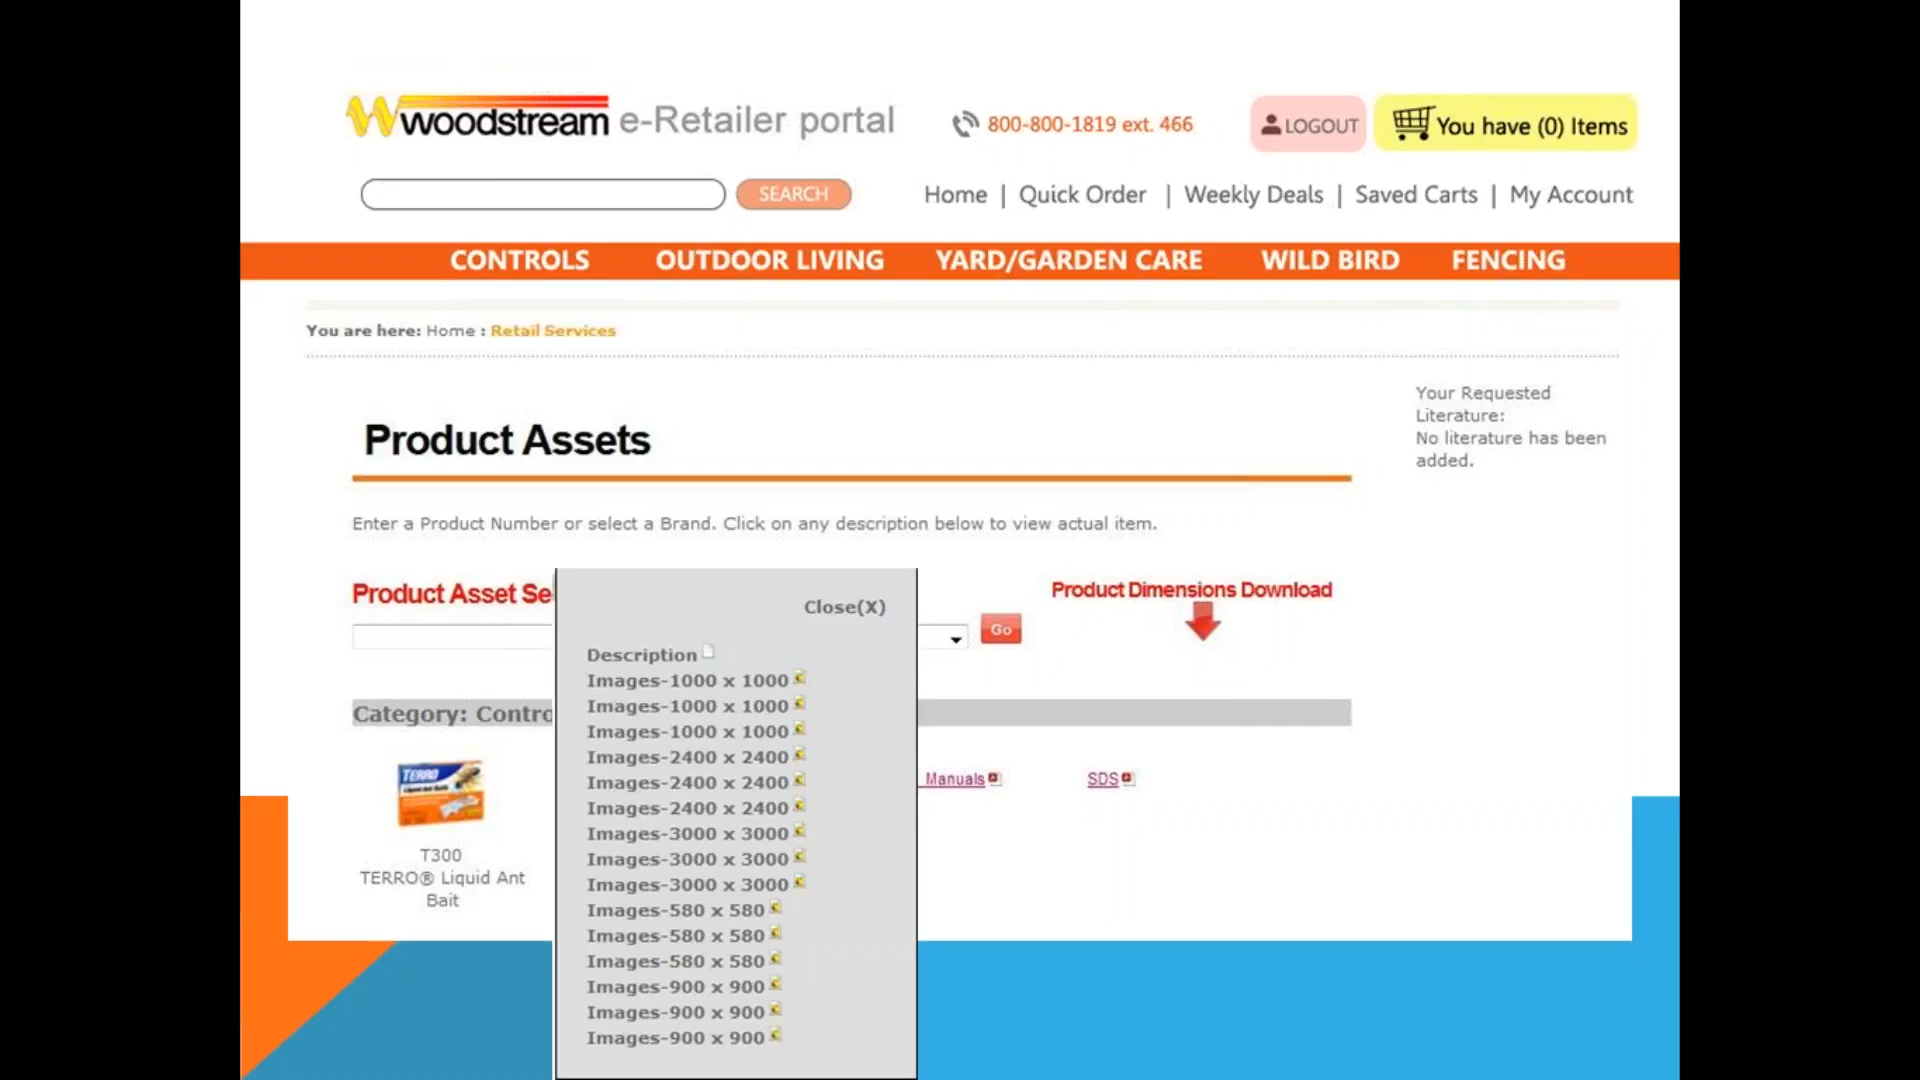 woodstream e-Retailer portal
800-800-1819 ext. 466
LOGOUT
You have (0) Items
SEARCH
Home | Quick Order | Weekly Deals | Saved Carts | My Account
CONTROLS OUTDOOR LIVING YARD/GARDEN CARE WILD BIRD FENCING
You are here: Home : Retail Services
Your Requested
Literature:
No literature has been
added.
Product Assets
Enter a Product Number or select a Brand. Click on any description below to view actual item.
Product Asset Se
Product Dimensions Download
Go
Category: Contro
Manuals
SDS
TERRO
T300
TERRO® Liquid Ant
Bait
Close(X)
Description
Images-1000 x 1000
Images-1000 x 1000
Images-1000 x 1000
Images-2400 x 2400
Images-2400 x 2400
Images-2400 x 2400
Images-3000 x 3000
Images-3000 x 3000
Images-3000 x 3000
Images-580 x 580
Images-580 x 580
Images-580 x 580
Images-900 x 900
Images-900 x 900
Images-900 x 900